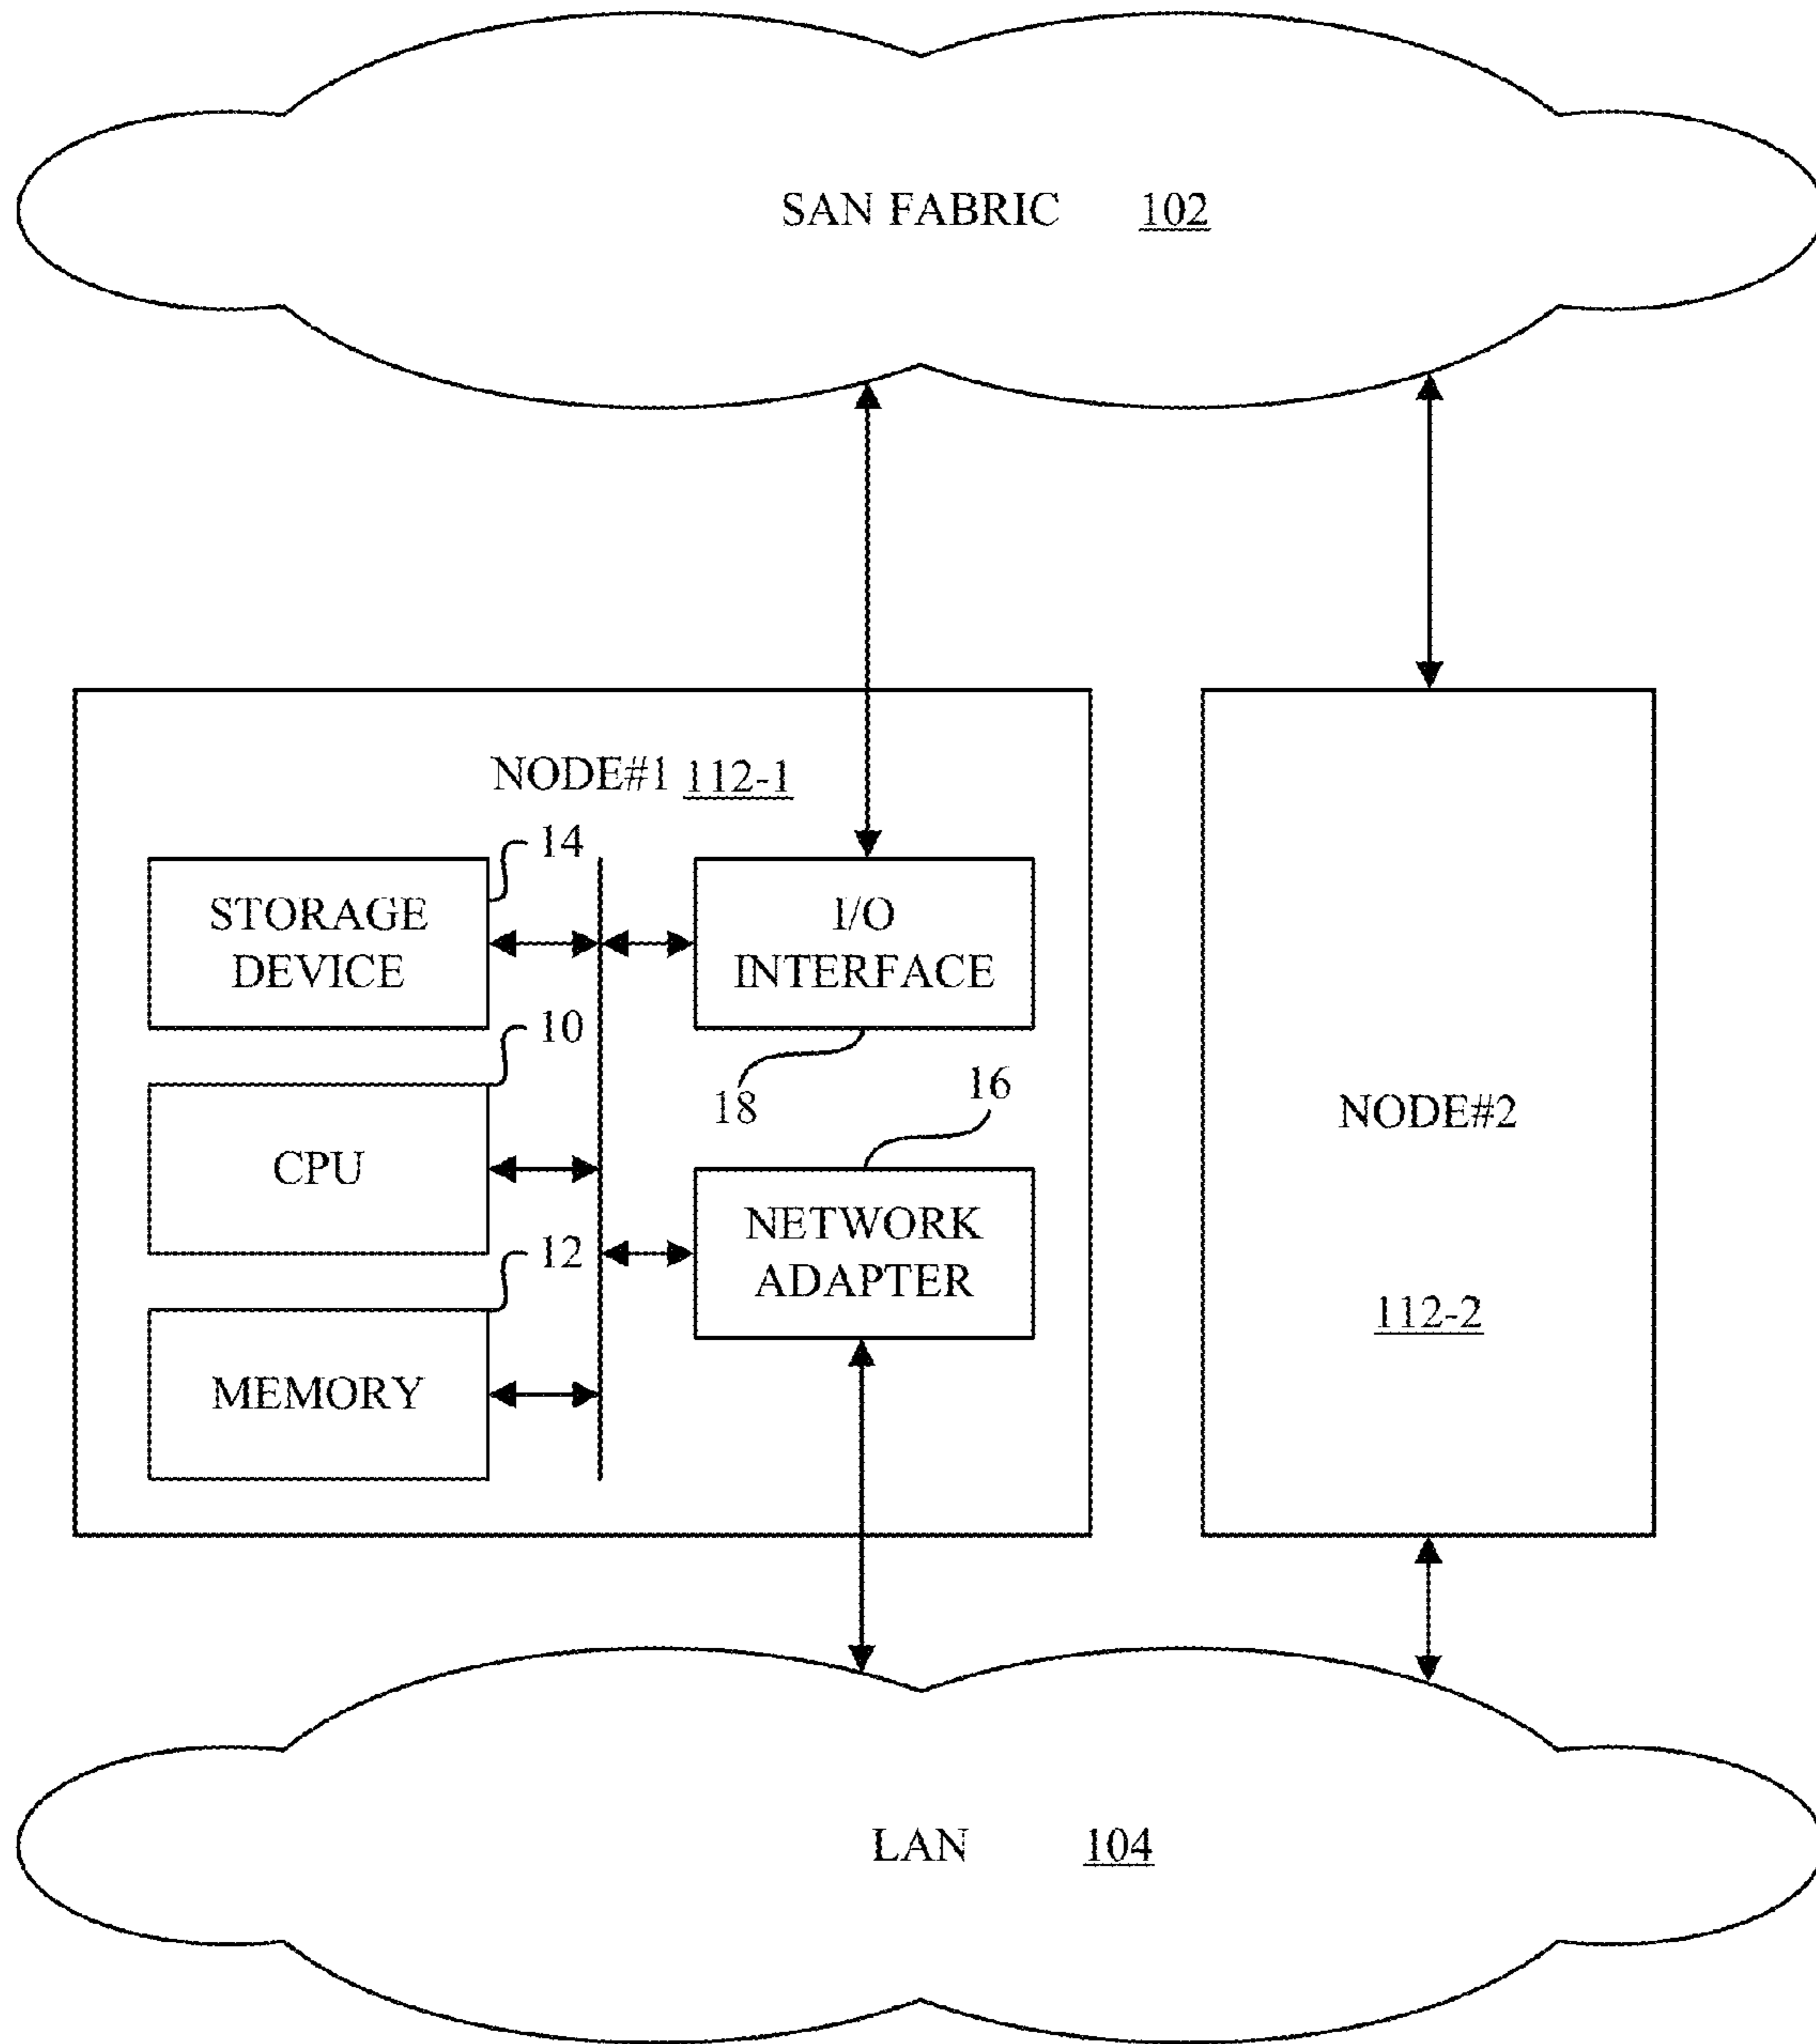 SAN FABRIC 102
NODE#1 112-1
14
STORAGE
DEVICE
I/O
INTERFACE
18
10
CPU
16
NETWORK
ADAPTER
12
MEMORY
NODE#2
112-2
LAN 104